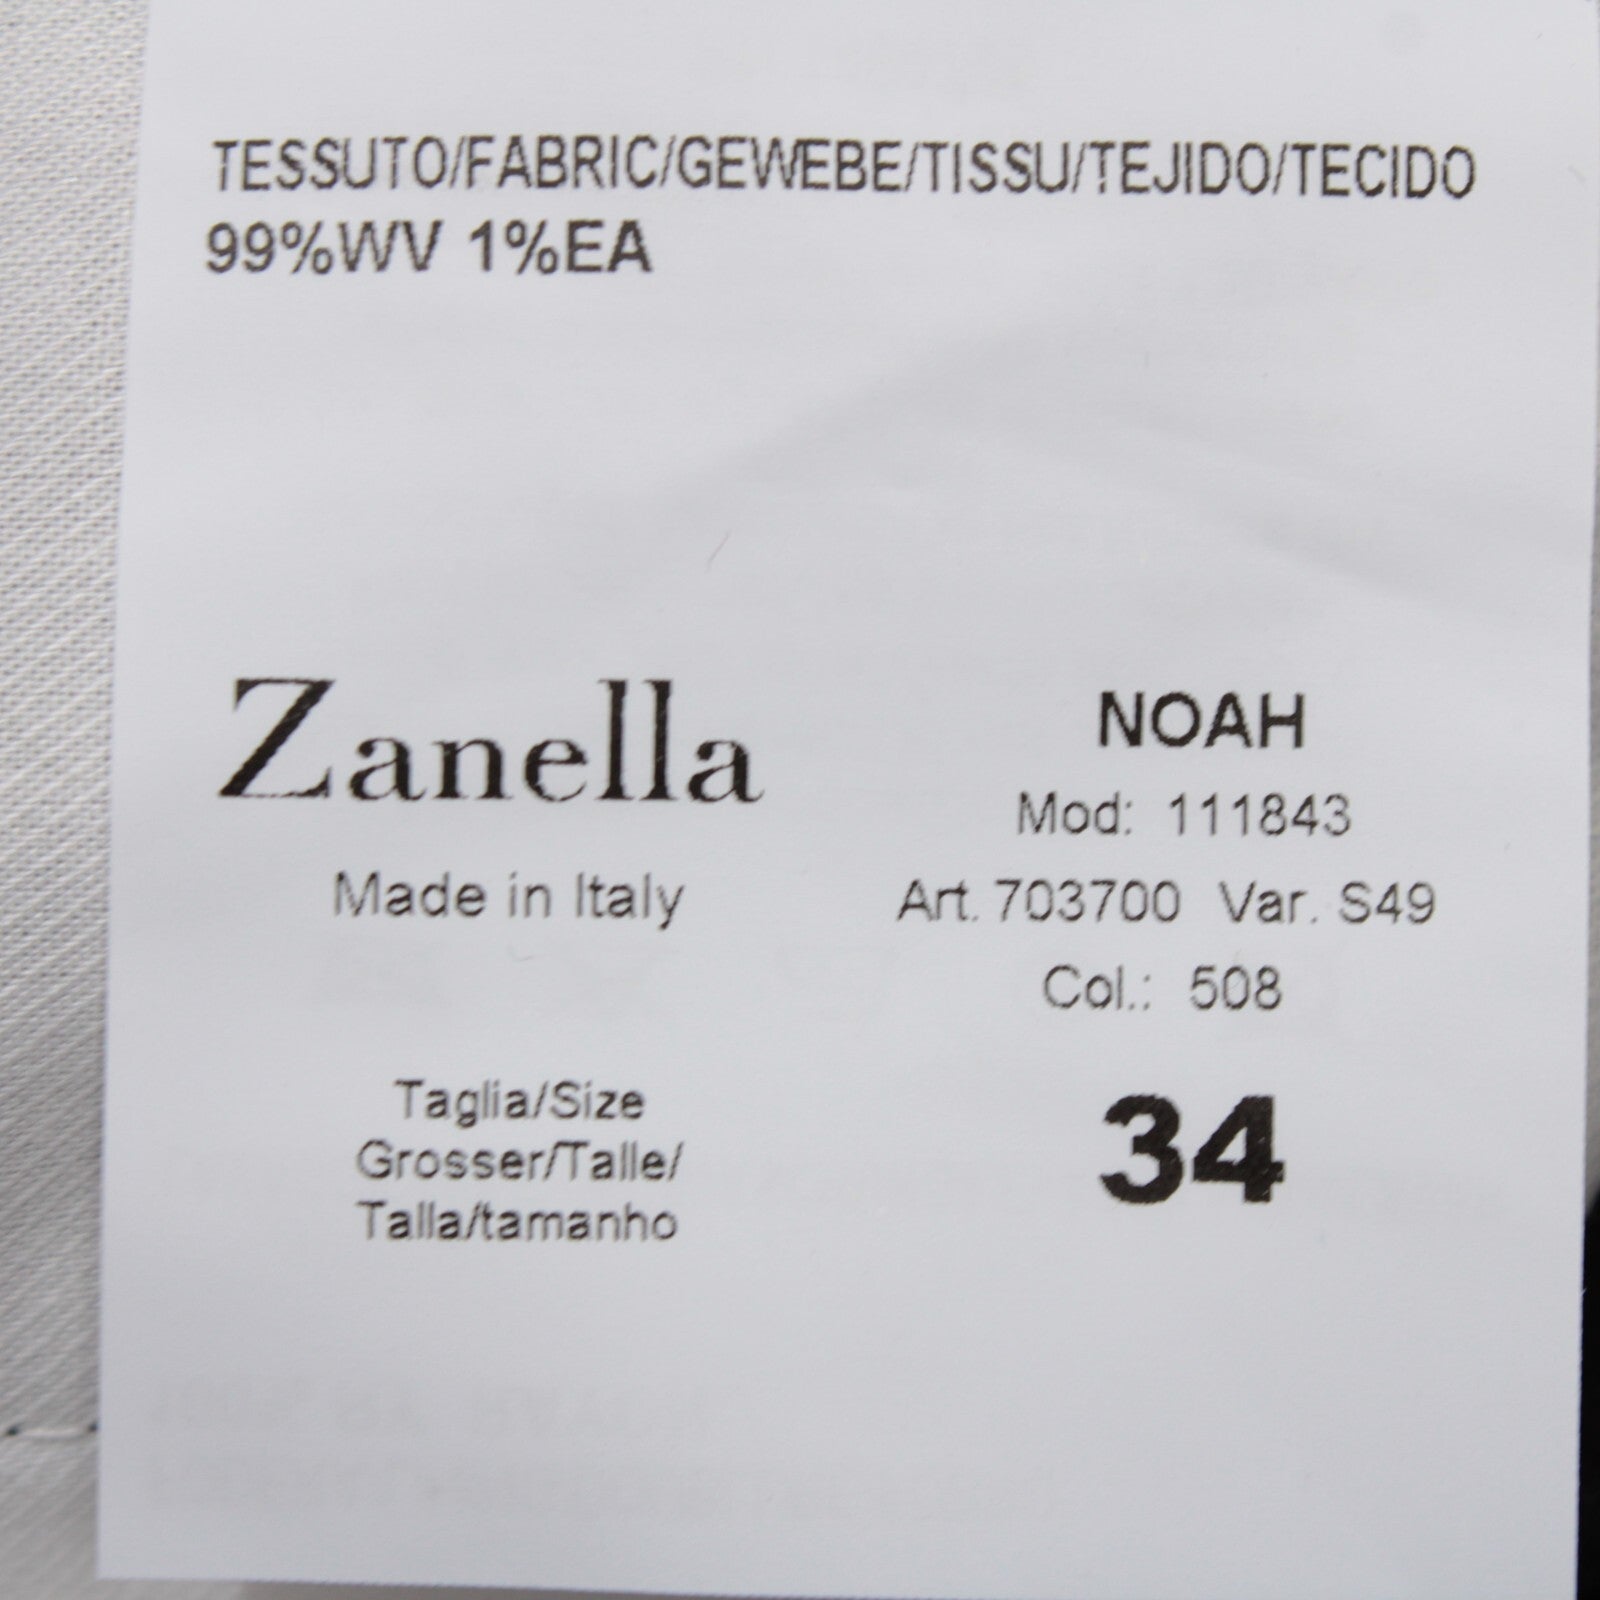 TESSUTO/FABRIC/GEWEBE/TISSU/TEJIDO/TECIDO
99%WV 1%EA
Zanella
Made in Italy
NOAH
Mod: 111843
Art. 703700 Var. S49
Col.: 508
Taglia/Size
Grosser/Talle/
Talla/tamanho
34